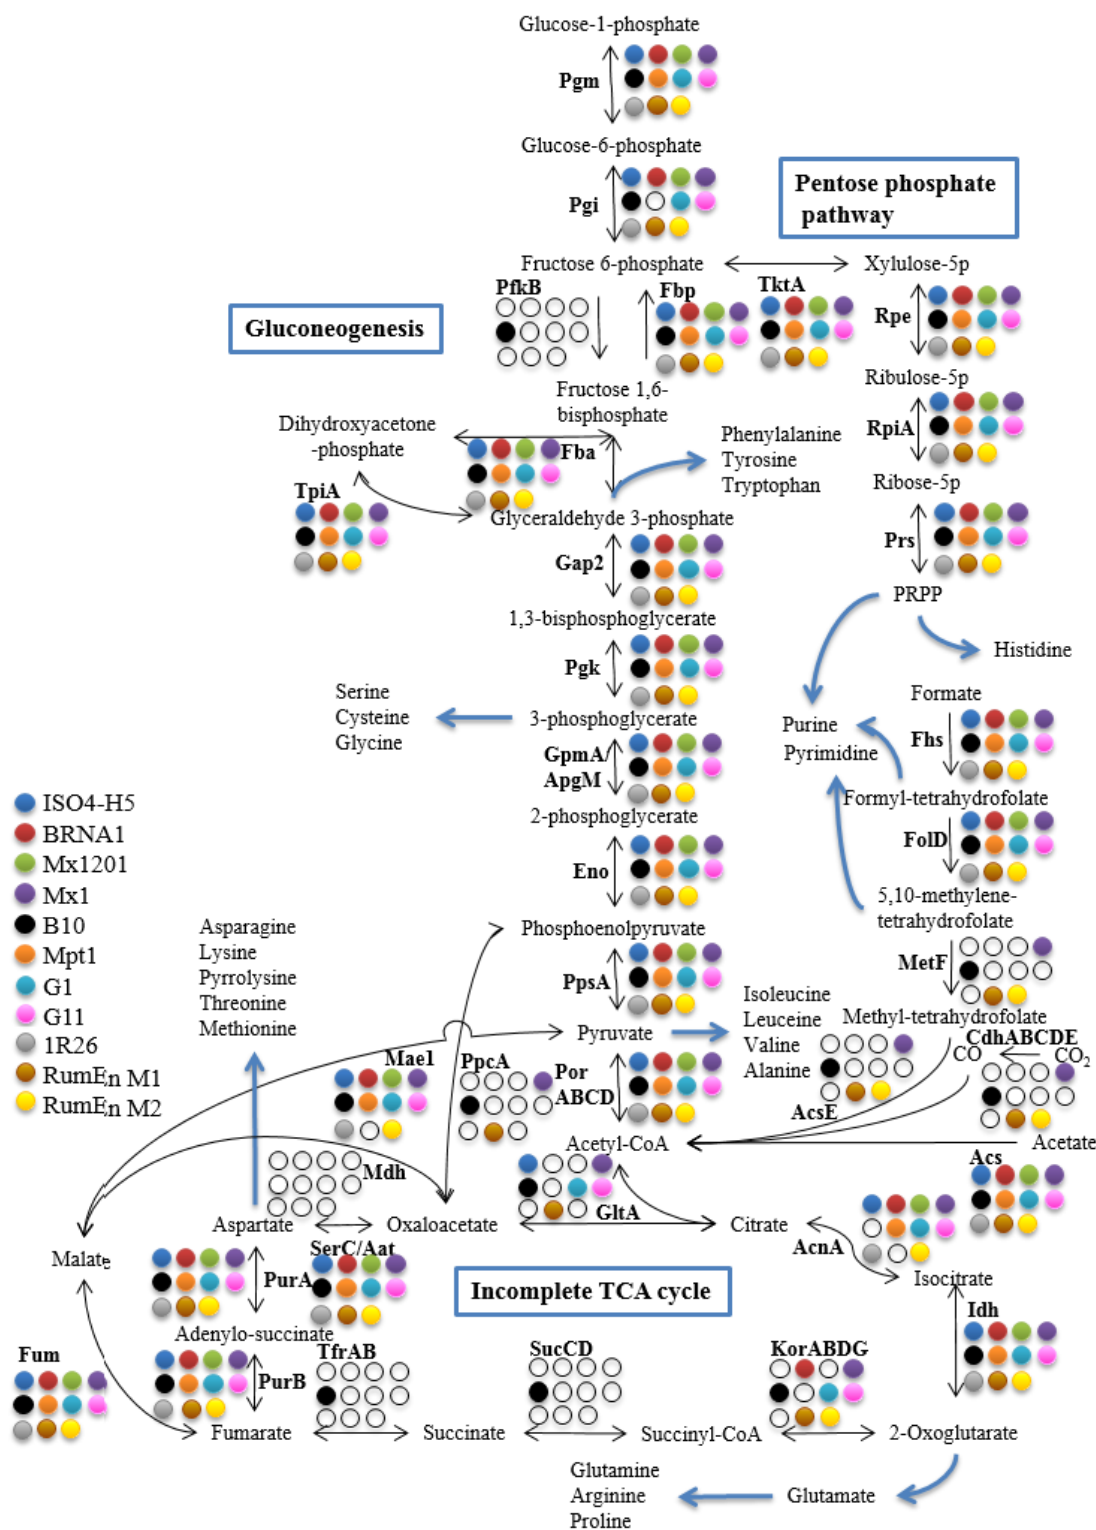 Glucose-1-phosphate
Pgm
Glucose-6-phosphate
Pgi
Pentose phosphate
pathway
Fructose 6-phosphate
Xylulose-5p
PfkB
Fbp
TktA
Rpe
Gluconeogenesis
Ribulose-5p
Fructose 1,6-
bisphosphate
Dihydroxyacetone
-phosphate
Fba
Phenylalanine
Tyrosine
Tryptophan
RpiA
Ribose-5p
TpiA
Glyceraldehyde 3-phosphate
Gap2
Prs
PRPP
1,3-bisphosphoglycerate
Histidine
Pgk
Serine
Cysteine
Glycine
3-phosphoglycerate
Formate
Purine
Pyrimidine
Fhs
GpmA/
ApgM
Formyl-tetrahydrofolate
2-phosphoglycerate
FolD
Eno
5,10-methylene-
tetrahydrofolate
ISO4-H5
BRNA1
Mx1201
Mx1
B10
Mpt1
G1
G11
1R26
RumEn M1
RumEn M2
Asparagine
Lysine
Pyrrolysine
Threonine
Methionine
Phosphoenolpyruvate
MetF
PpsA
Isoleucine
Leuceine
Valine
Alanine
Methyl-tetrahydrofolate
Pyruvate
CdhABCDE
CO
CO2
Mae1
PpcA
Por
ABCD
AcsE
Acetyl-CoA
Acetate
Mdh
Acs
GltA
Aspartate
Oxaloacetate
Citrate
AcnA
Malate
SerC/Aat
PurA
Incomplete TCA cycle
Isocitrate
Idh
Adenylo-succinate
Fum
PurB
TfrAB
SucCD
KorABDG
Fumarate
Succinate
Succinyl-CoA
2-Oxoglutarate
Glutamine
Arginine
Proline
Glutamate